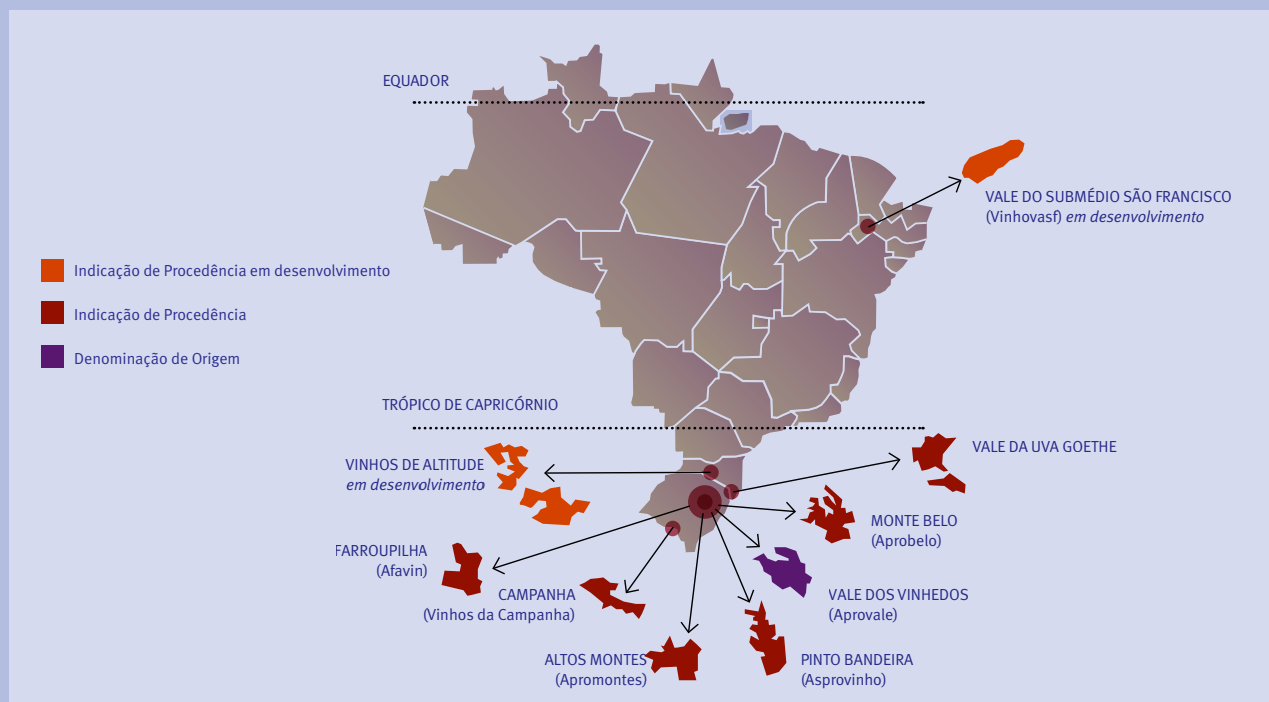 EQUADOR
VALE DO SUBMÉDIO SÃO FRANCISCO
(Vinhovasf) em desenvolvimento
Indicação de Procedência em desenvolvimento
Indicação de Procedência
Denominação de Origem
TRÓPICO DE CAPRICÓRNIO
VALE DA UVA GOETHE
VINHOS DE ALTITUDE
em desenvolvimento
MONTE BELO
(Aprobelo)
FARROUPILHA
(Afavin)
CAMPANHA
(Vinhos da Campanha)
VALE DOS VINHEDOS
(Aprovale)
ALTOS MONTES
(Apromontes)
PINTO BANDEIRA
(Asprovinho)